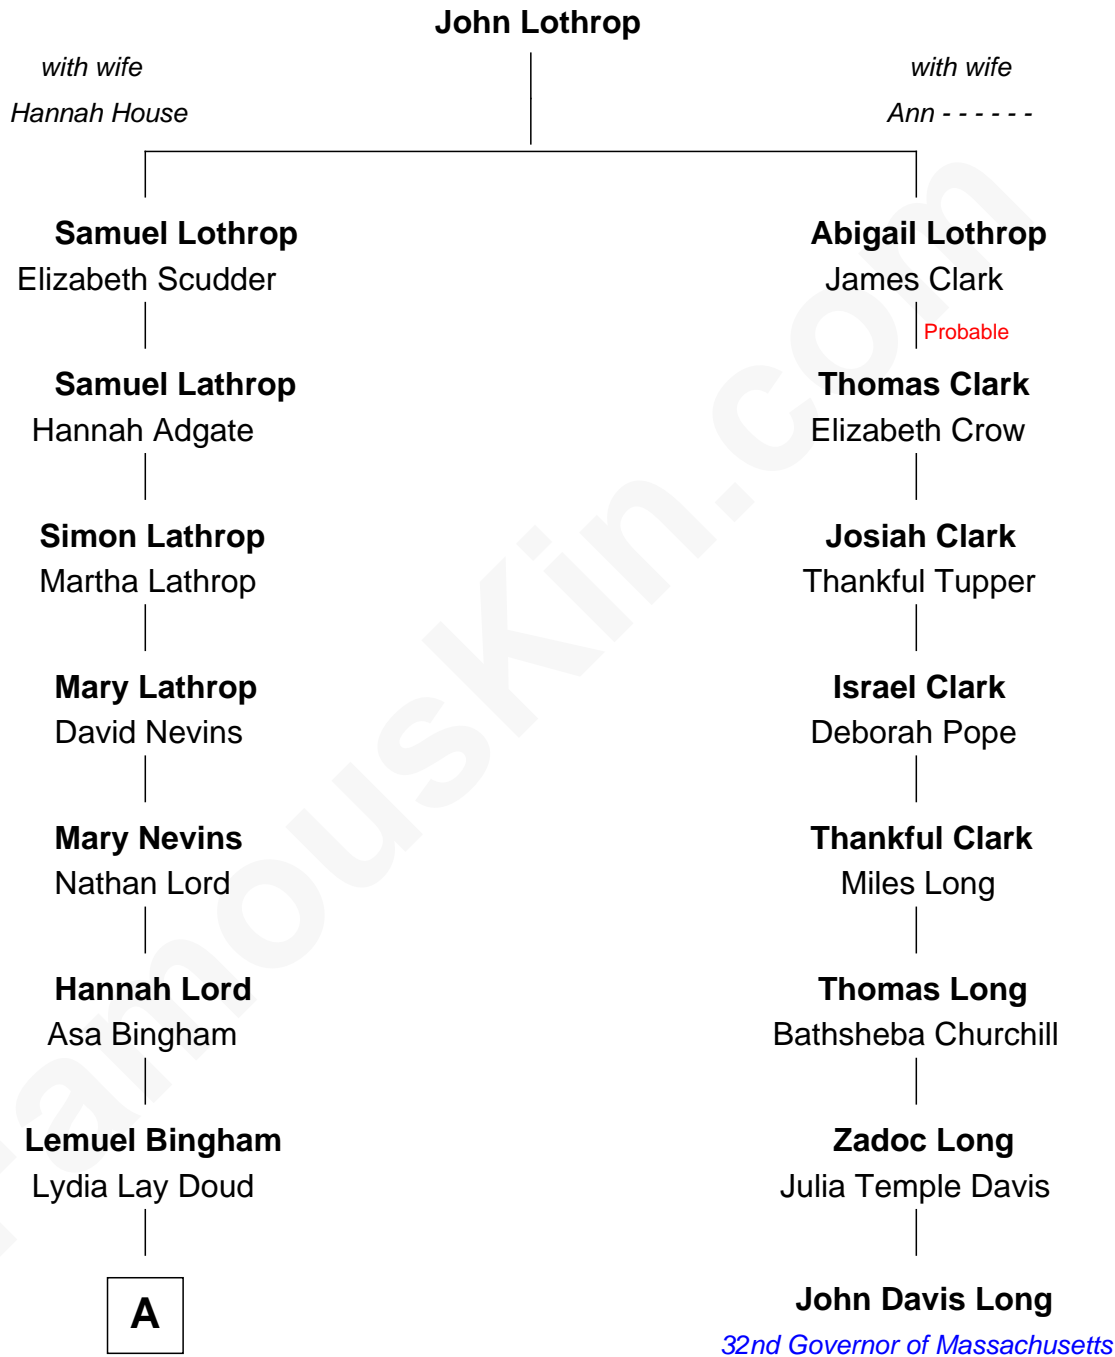 John Lothrop
with wife
Hannah House
with wife
Ann - - - - - -
Samuel Lothrop
Elizabeth Scudder
Abigail Lothrop
James Clark
Probable
Samuel Lathrop
Hannah Adgate
Thomas Clark
Elizabeth Crow
Simon Lathrop
Martha Lathrop
Josiah Clark
Thankful Tupper
Mary Lathrop
David Nevins
Israel Clark
Deborah Pope
Mary Nevins
Nathan Lord
Thankful Clark
Miles Long
Hannah Lord
Asa Bingham
Thomas Long
Bathsheba Churchill
Lemuel Bingham
Lydia Lay Doud
Zadoc Long
Julia Temple Davis
A
John Davis Long
32nd Governor of Massachusetts
FamousKin.com